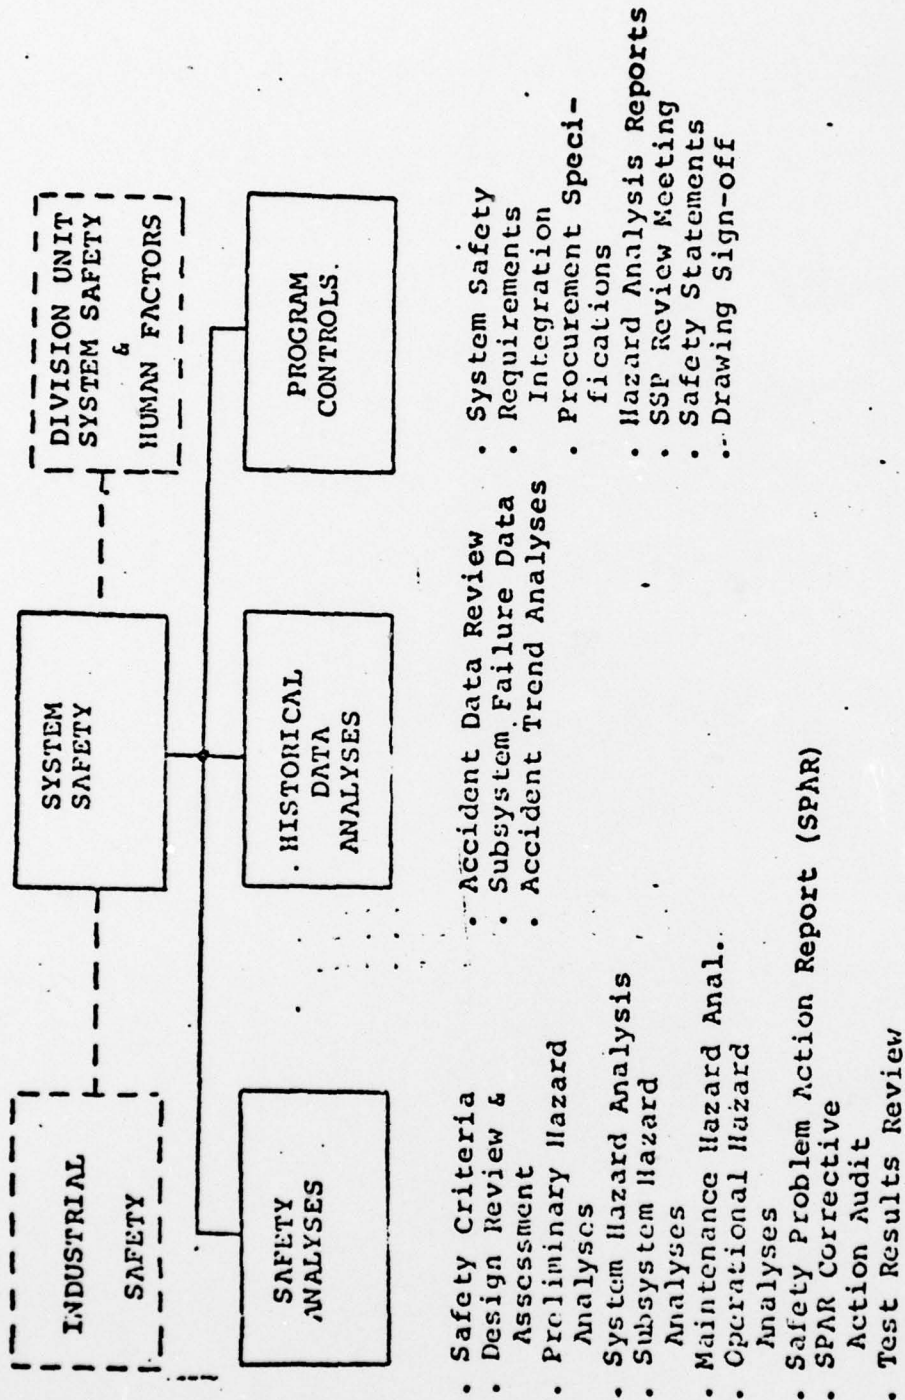 INDUSTRIAL
SAFETY
SYSTEM
SAFETY
DIVISION UNIT
SYSTEM SAFETY
&
HUMAN FACTORS
SAFETY
ANALYSES
HISTORICAL
DATA
ANALYSES
PROGRAM
CONTROLS.
• Safety Criteria
• Design Review &
Assessment
• Preliminary Hazard
Analyses
• System Hazard Analysis
• Subsystem Hazard
Analyses
• Maintenance Hazard Anal.
• Operational Hazard
Analyses
• Safety Problem Action Report (SPAR)
• SPAR Corrective
Action Audit
• Test Results Review
• Accident Data Review
• Subsystem Failure Data
• Accident Trend Analyses
• System Safety
• Requirements
Integration
• Procurement Speci-
fications
• Hazard Analysis Reports
• SSP Review Meeting
• Safety Statements
• Drawing Sign-off